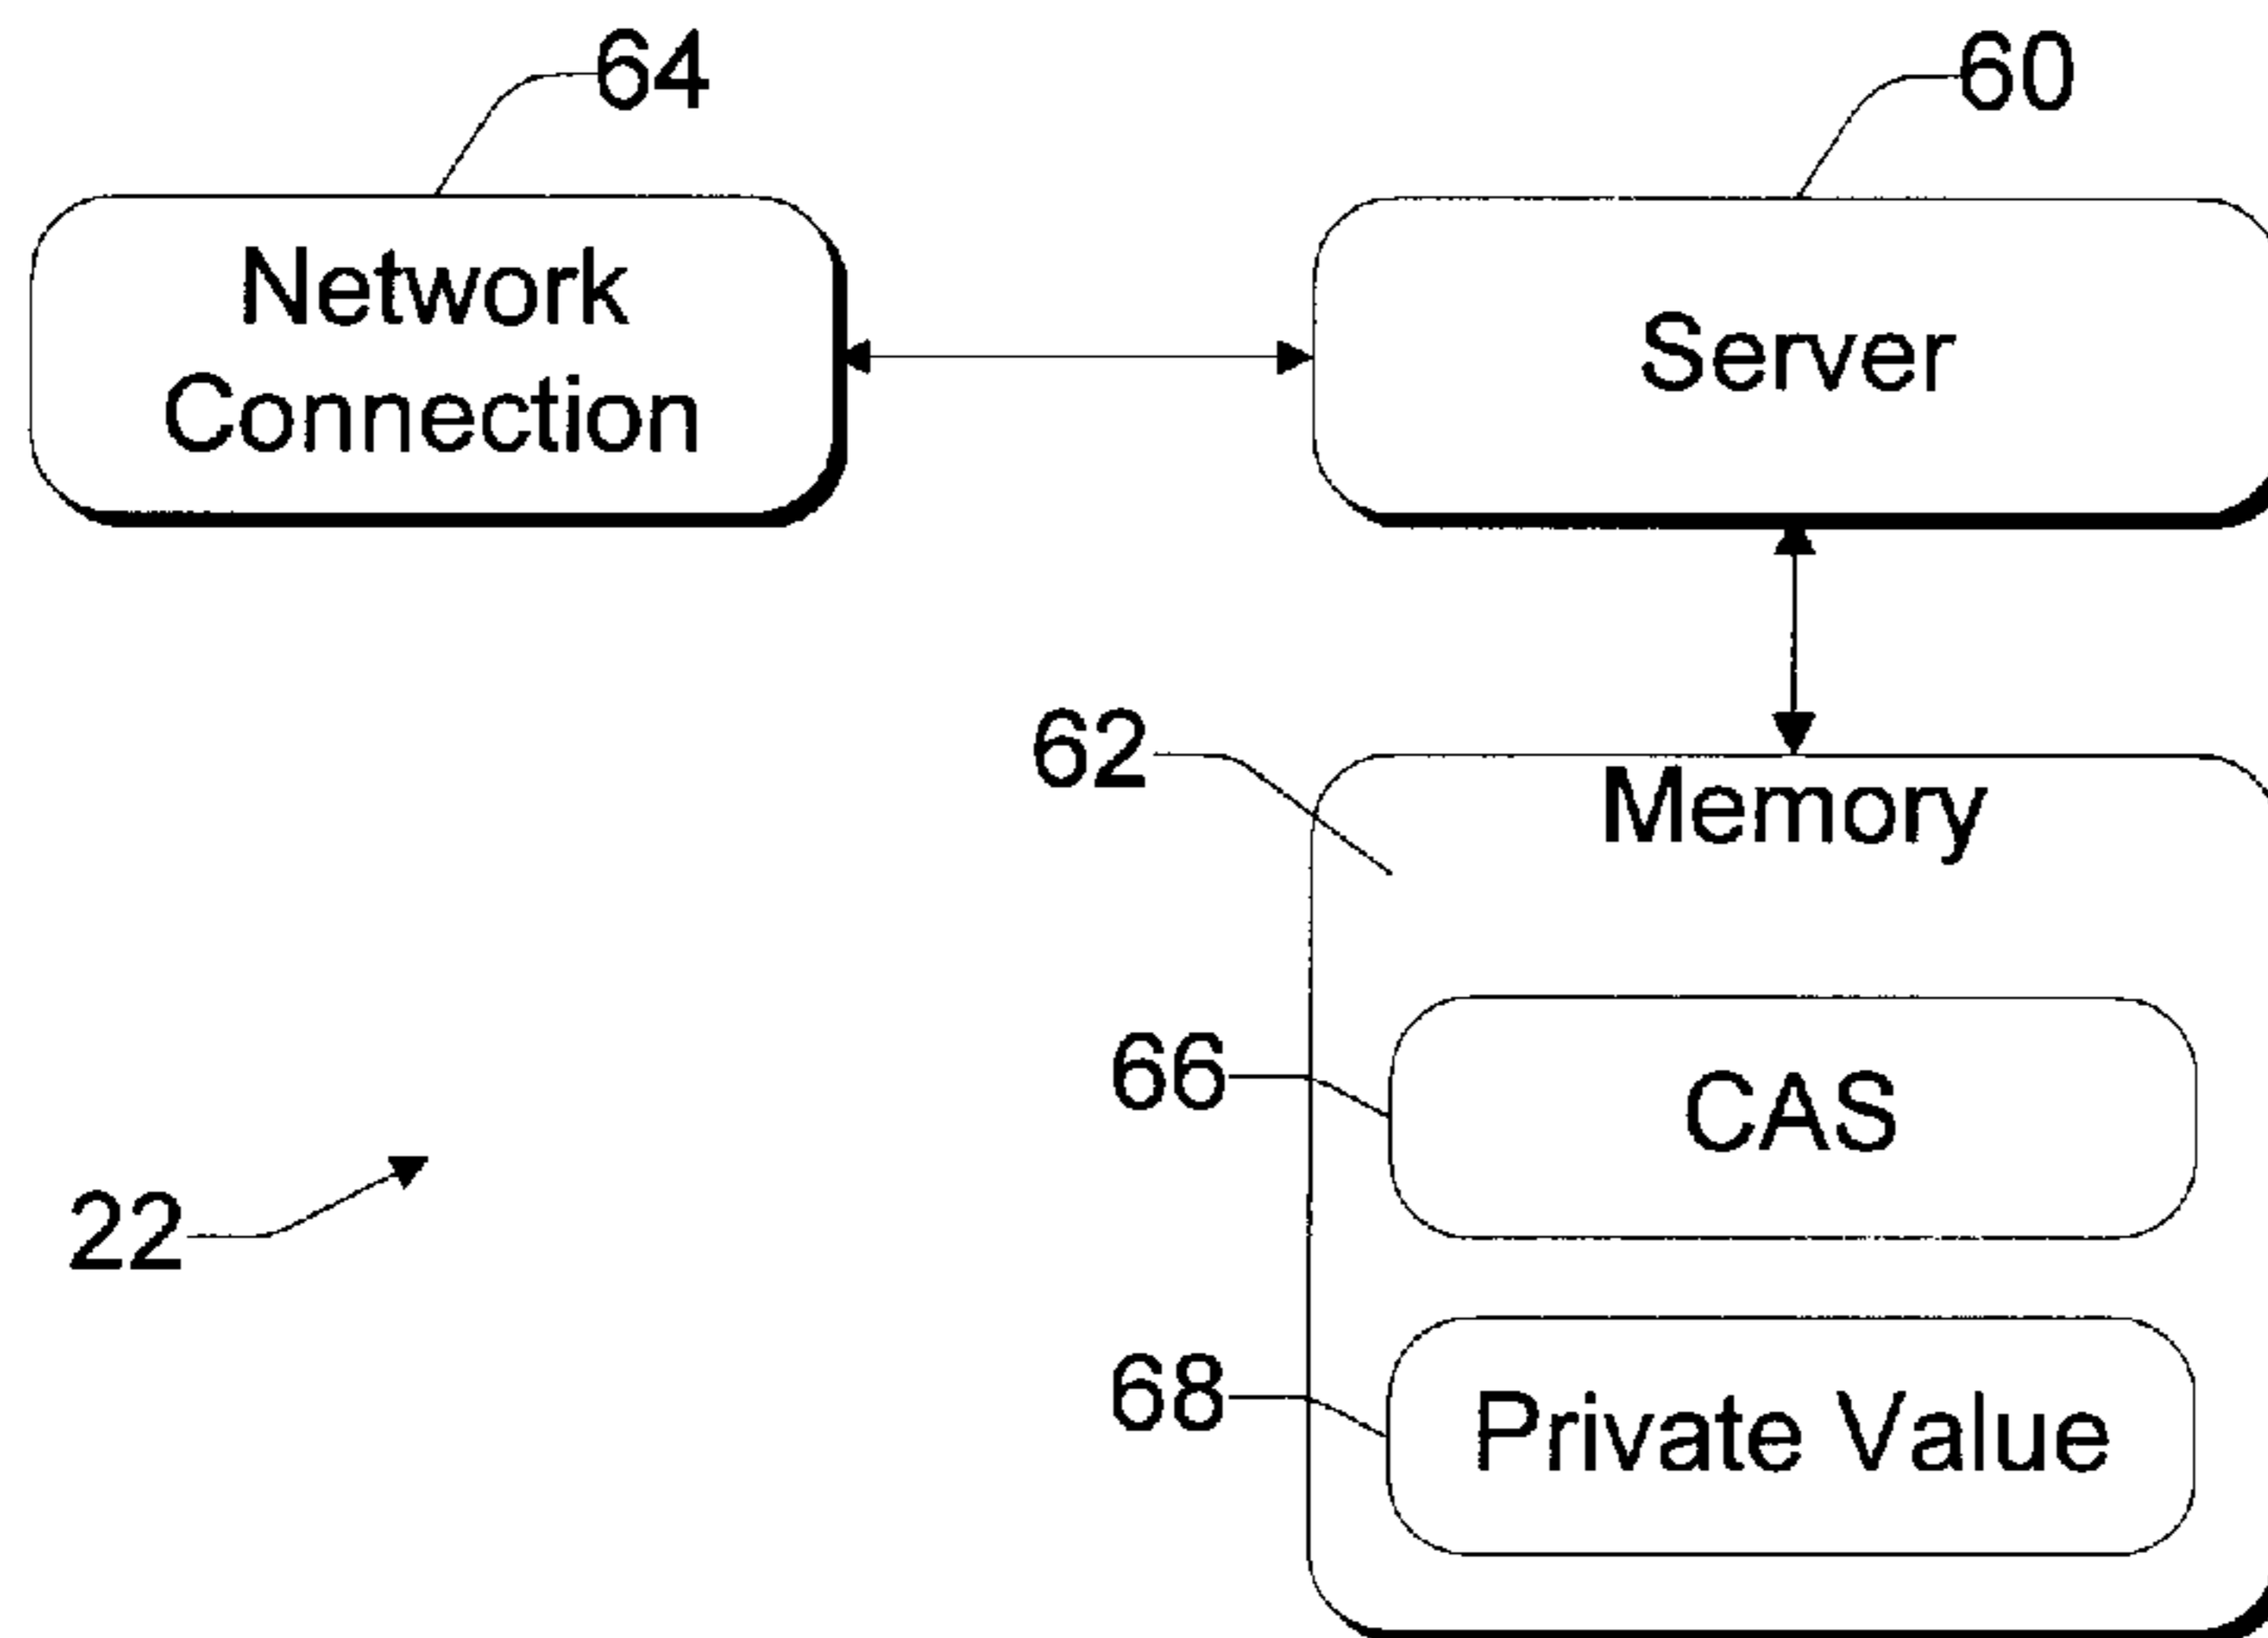 64
60
Network
Connection
Server
62
Memory
66
CAS
22
68
Private Value